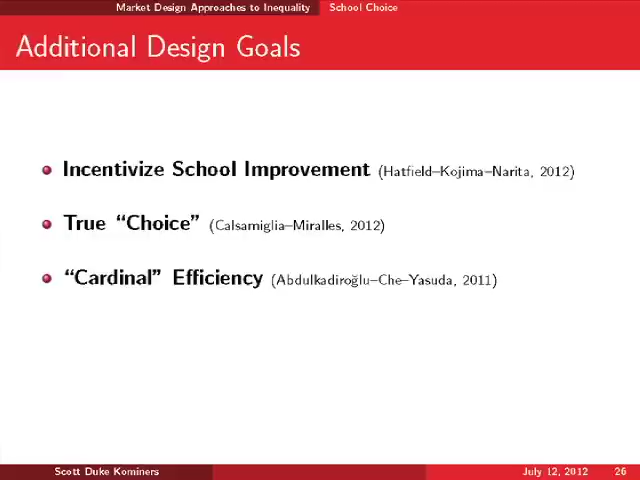 Market Design Approaches to Inequality School Choice
Additional Design Goals
Incentivize School Improvement (Hatfield–Kojima–Narita, 2012)
True “Choice” (Calsamiglia–Miralles, 2012)
“Cardinal” Efficiency (Abdulkadiroğlu–Che–Yasuda, 2011)
Scott Duke Kominers July 12, 2012 26